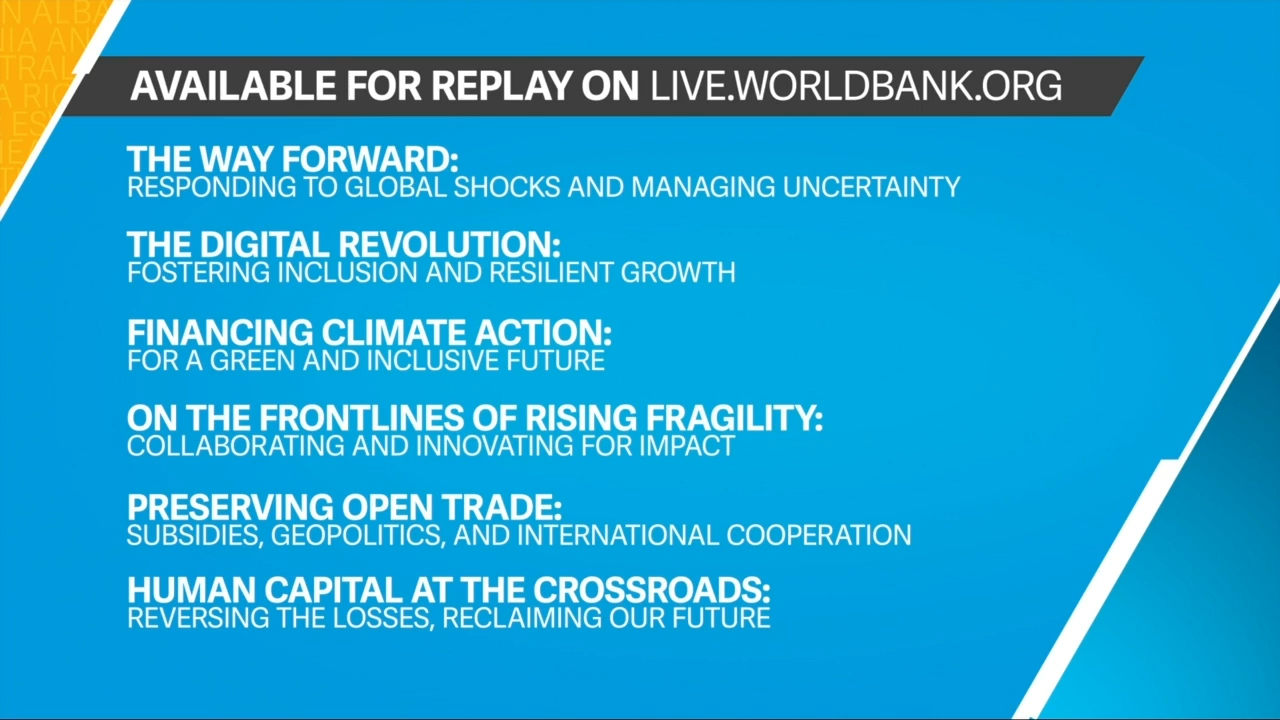 AVAILABLE FOR REPLAY ON LIVE.WORLDBANK.ORG
THE WAY FORWARD:
RESPONDING TO GLOBAL SHOCKS AND MANAGING UNCERTAINTY
THE DIGITAL REVOLUTION:
FOSTERING INCLUSION AND RESILIENT GROWTH
FINANCING CLIMATE ACTION:
FOR A GREEN AND INCLUSIVE FUTURE
ON THE FRONTLINES OF RISING FRAGILITY:
COLLABORATING AND INNOVATING FOR IMPACT
PRESERVING OPEN TRADE:
SUBSIDIES, GEOPOLITICS, AND INTERNATIONAL COOPERATION
HUMAN CAPITAL AT THE CROSSROADS:
REVERSING THE LOSSES, RECLAIMING OUR FUTURE